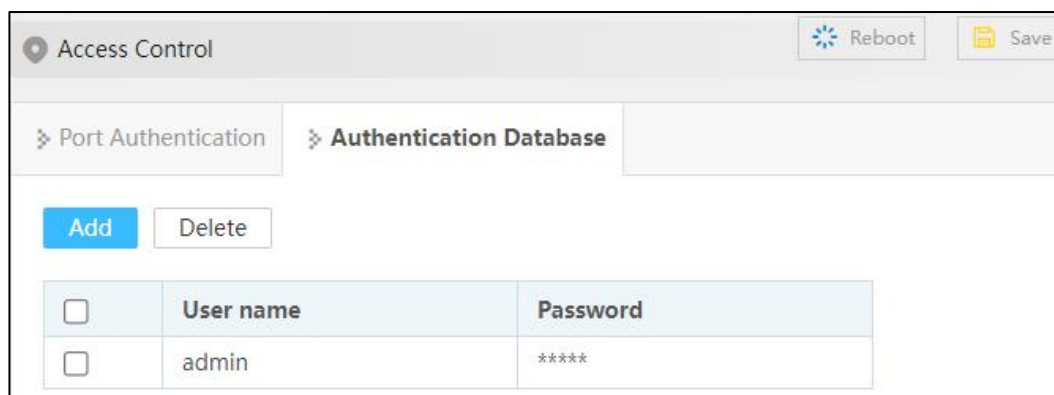 Access Control
Reboot
Save
Port Authentication
Authentication Database
Add
Delete
User name
Password
admin
*****